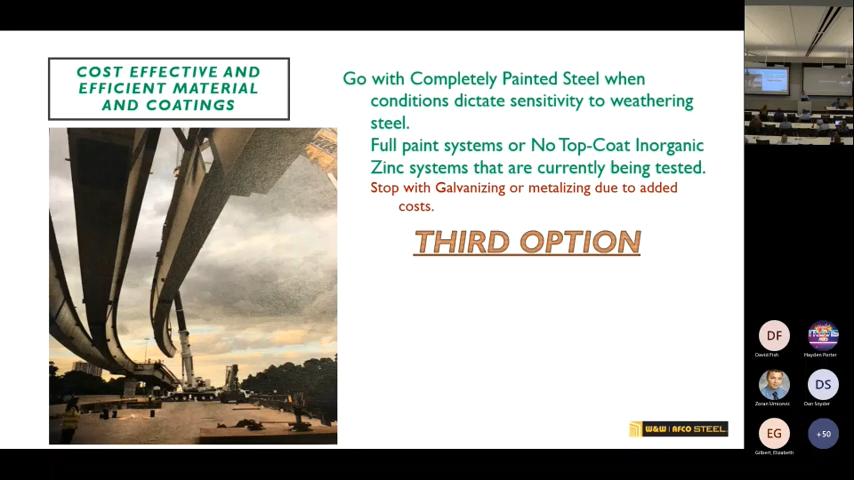 COST EFFECTIVE AND
EFFICIENT MATERIAL
AND COATINGS
Go with Completely Painted Steel when
conditions dictate sensitivity to weathering
steel.
Full paint systems or No Top-Coat Inorganic
Zinc systems that are currently being tested.
Stop with Galvanizing or metalizing due to added
costs.
THIRD OPTION
W&W | AFCO STEEL
DF
David Fish
Hayden Porter
DS
Dan Snyder
EG
Gilbert, Elizabeth
+50